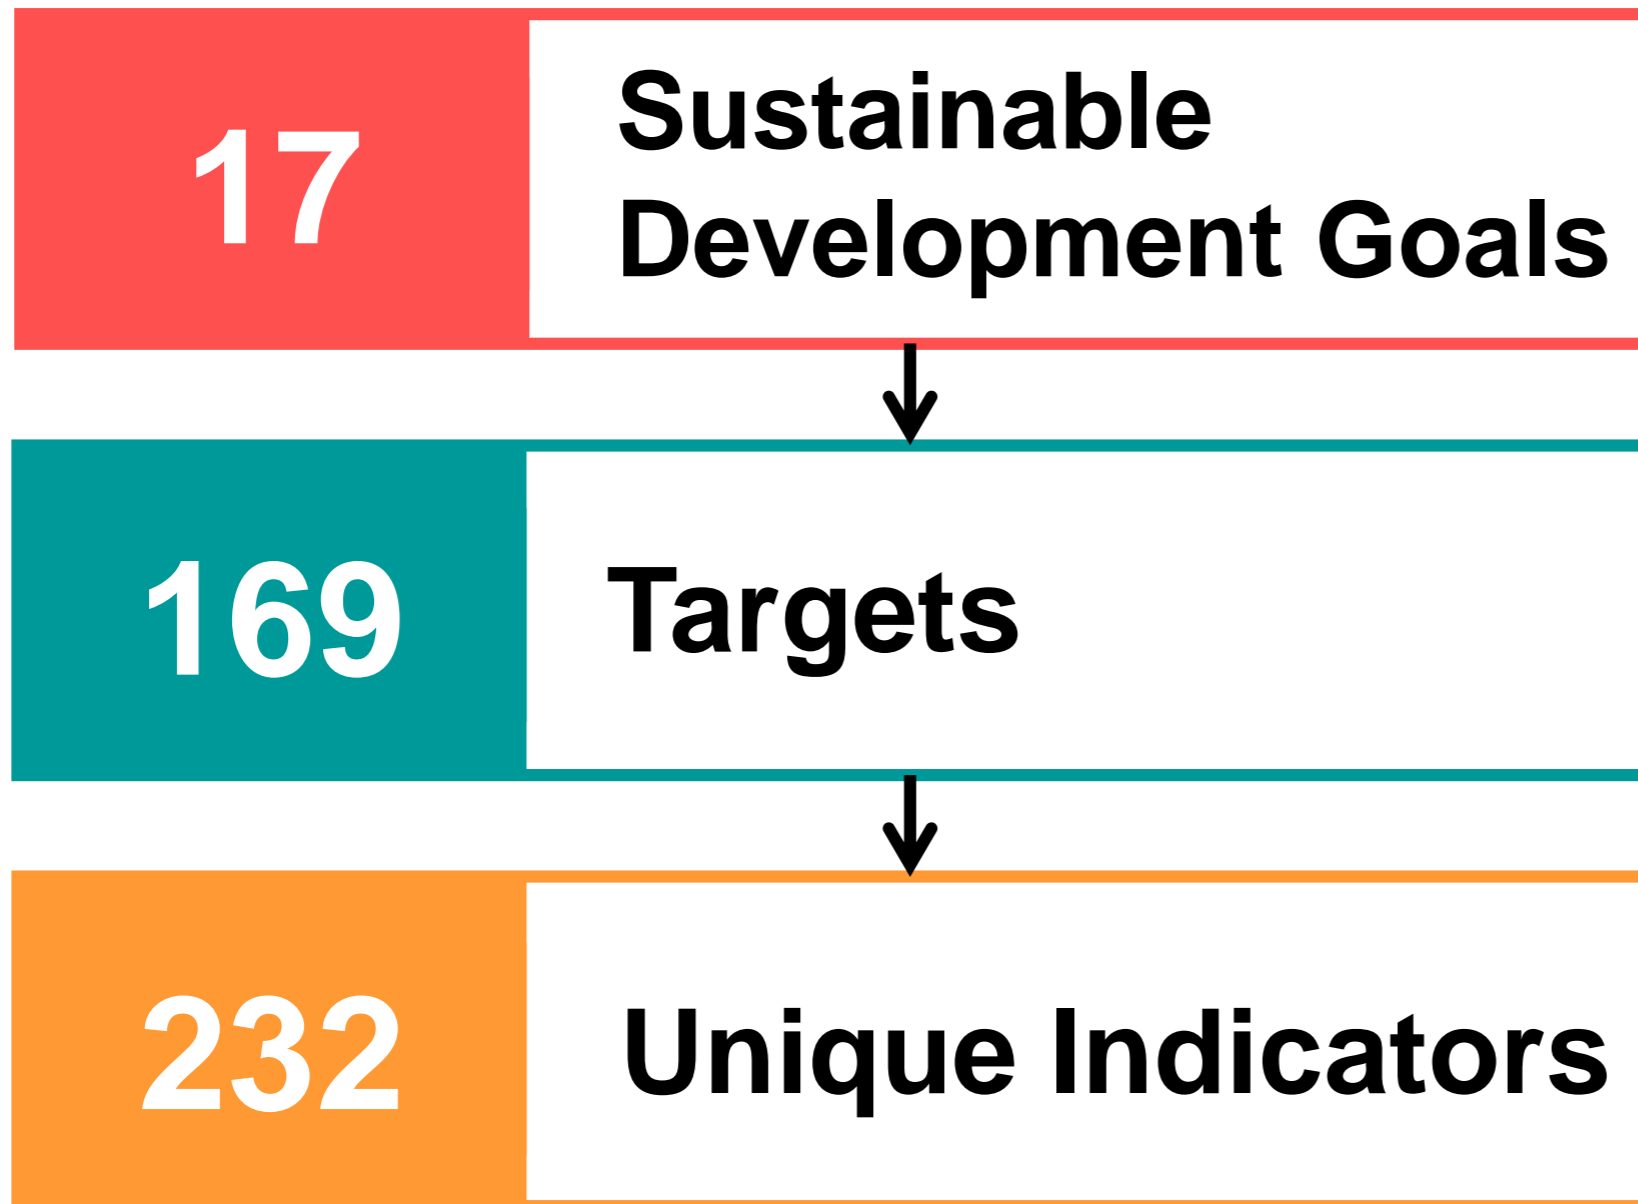 17
Sustainable
Development Goals
169
Targets
232
Unique Indicators